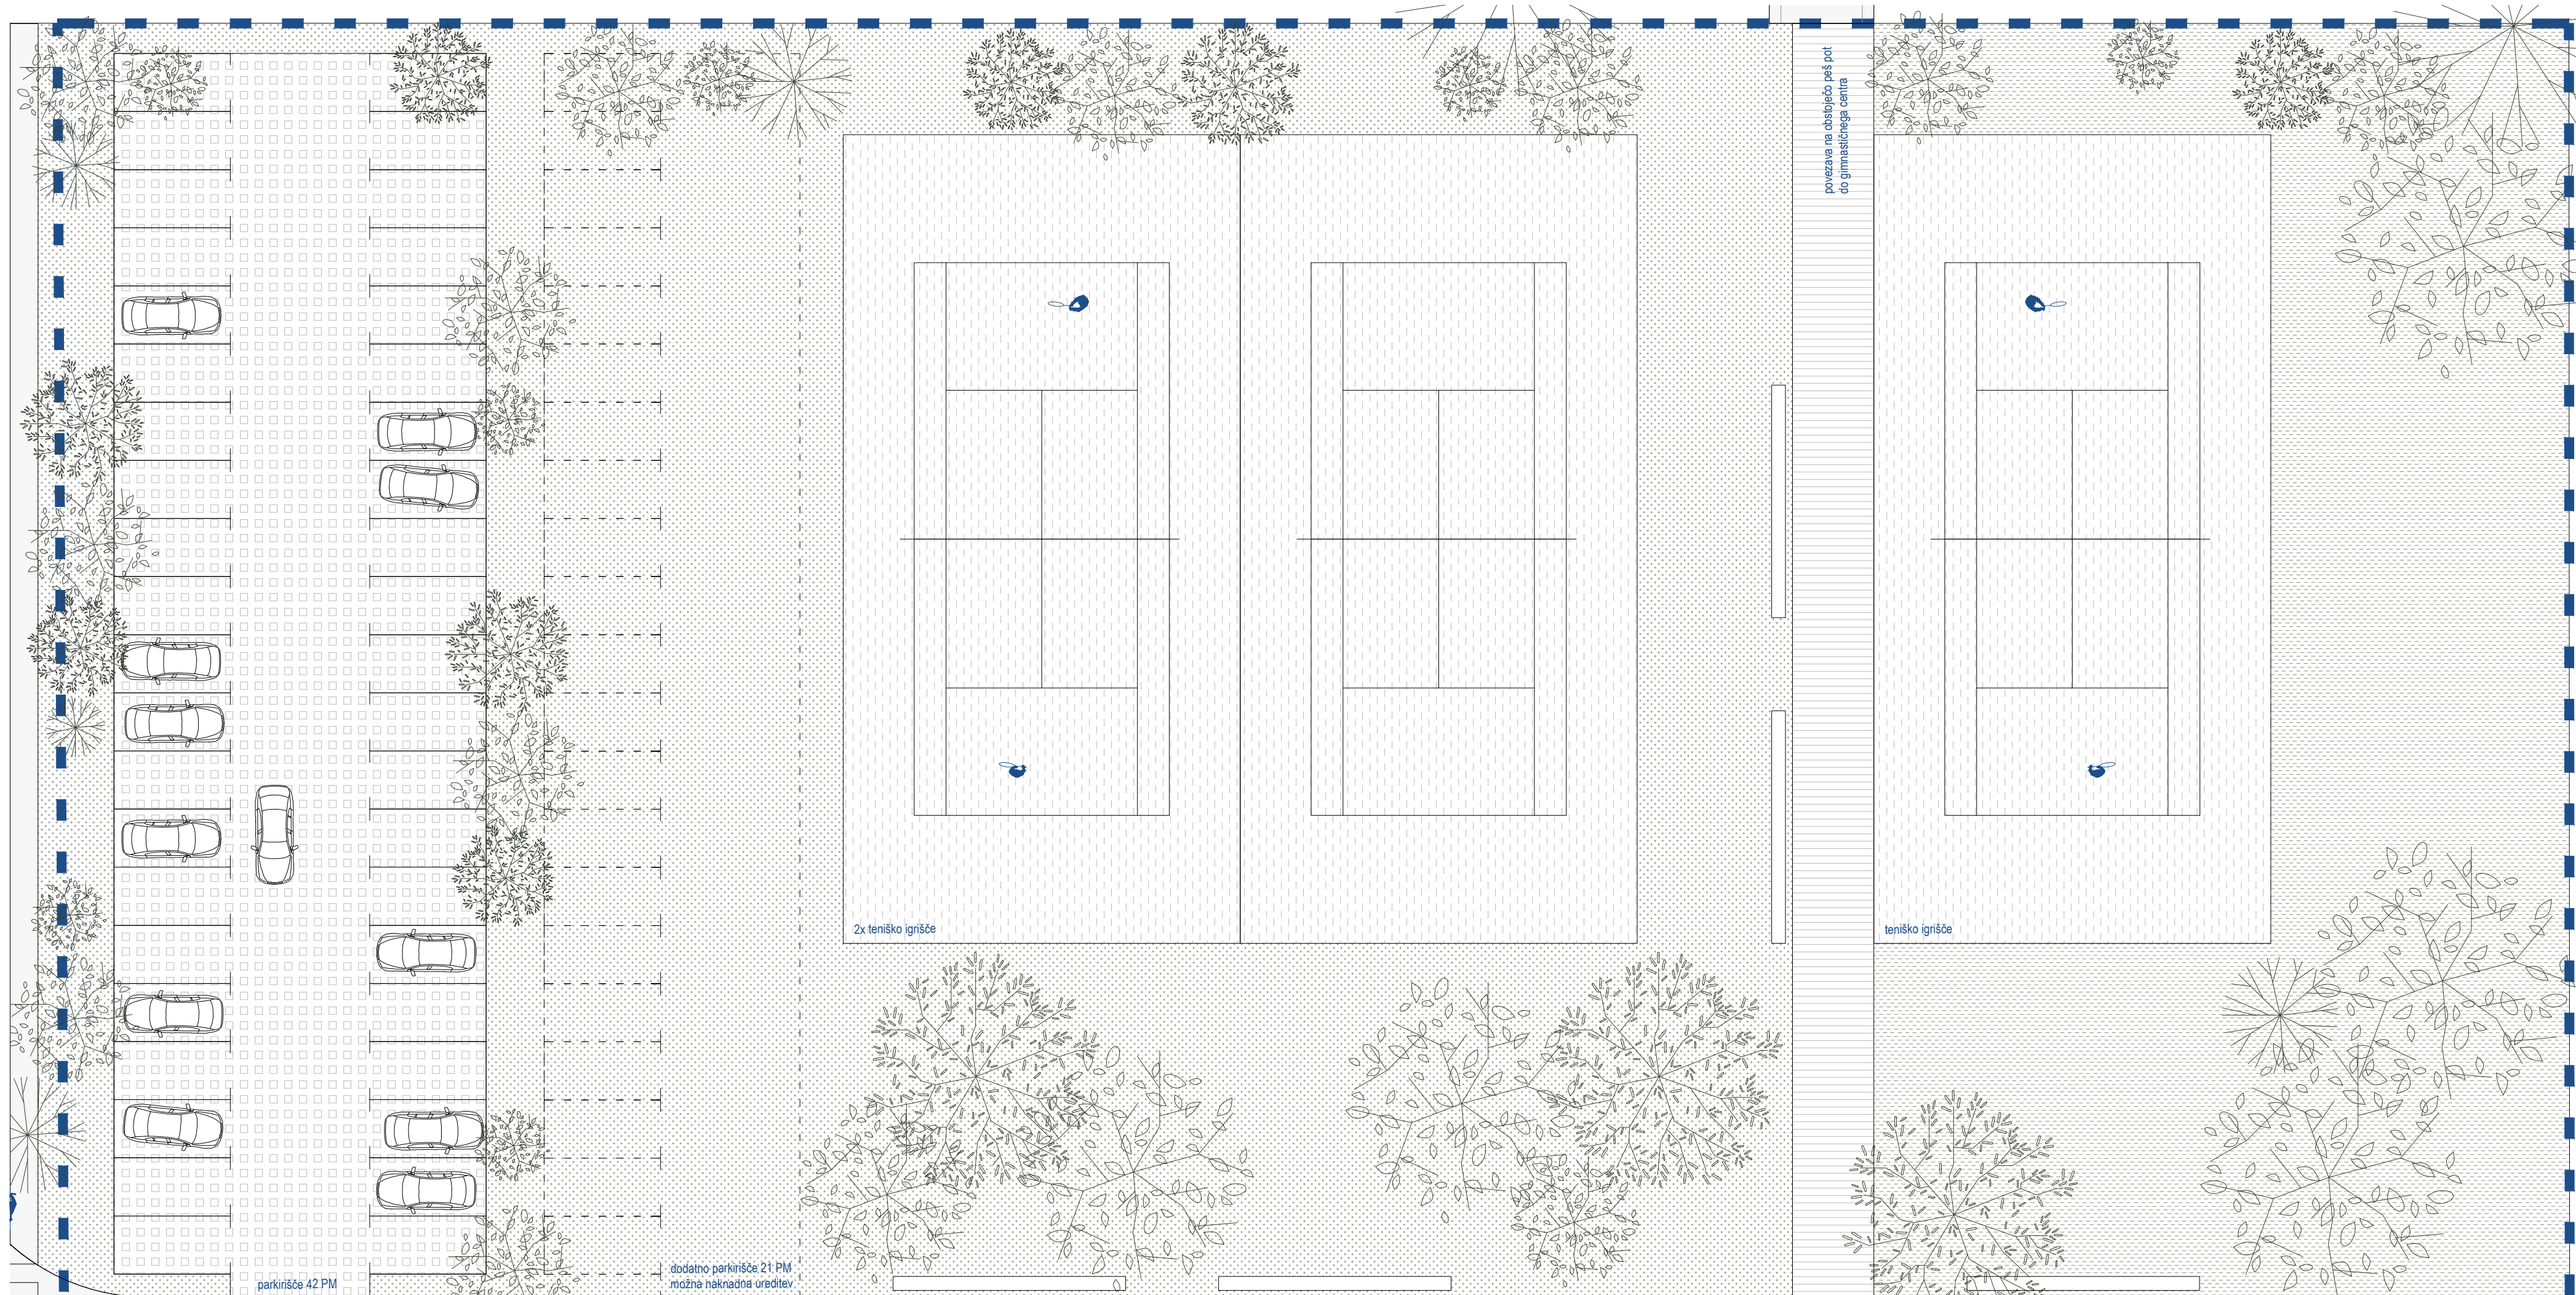 povezava na obstoječo peš pot
do gimnastičnega centra
2x teniško igrišče
teniško igrišče
parkirišče 42 PM
dodatno parkirišče 21 PM
možna naknadna ureditev